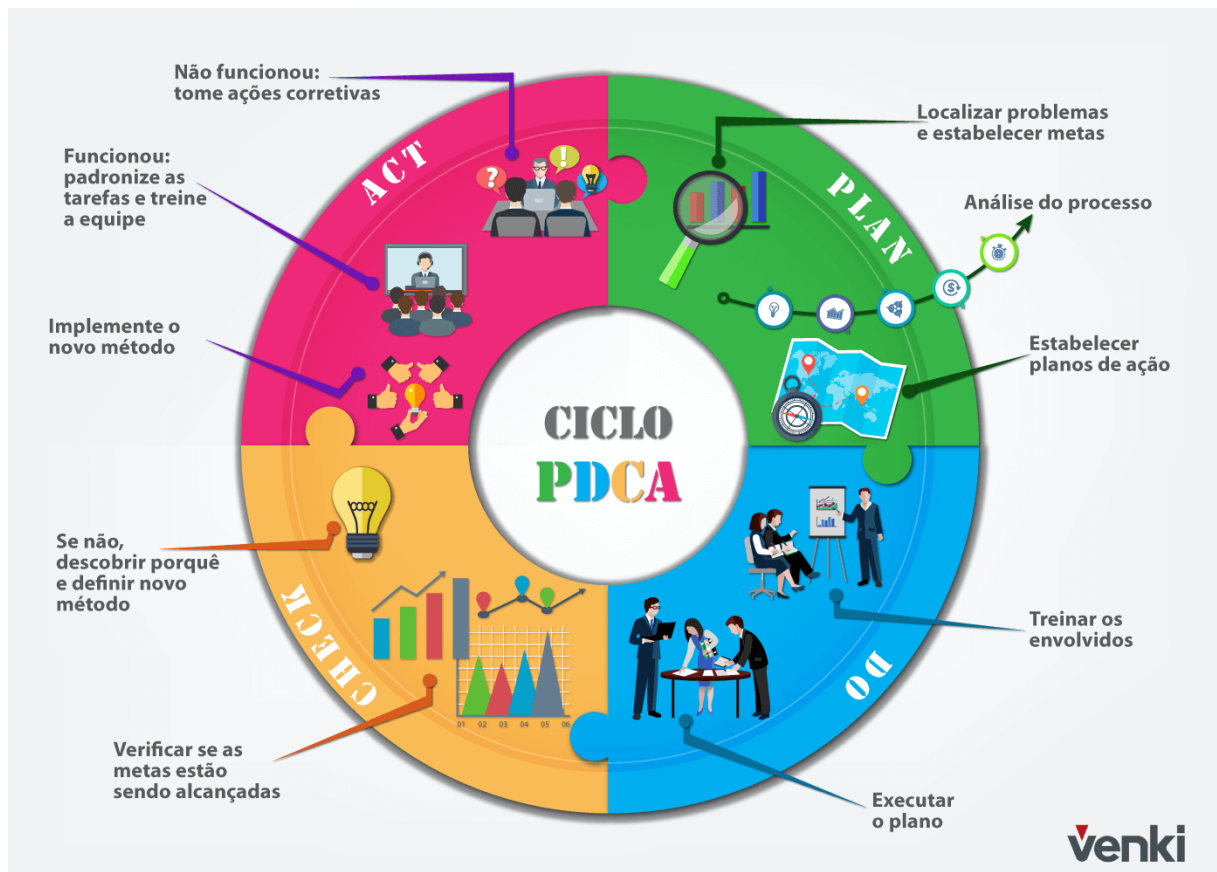 CICLO
PDCA
PLAN
Localizar problemas
e estabelecer metas
Análise do processo
Estabelecer
planos de ação
DO
Treinar os
envolvidos
Executar
o plano
CHECK
Verificar se as
metas estão
sendo alcançadas
01 02 03 04 05 06
Se não,
descobrir porquê
e definir novo
método
ACT
Implemente o
novo método
Funcionou:
padronize as
tarefas e treine
a equipe
Não funcionou:
tome ações corretivas
? !
$
venki